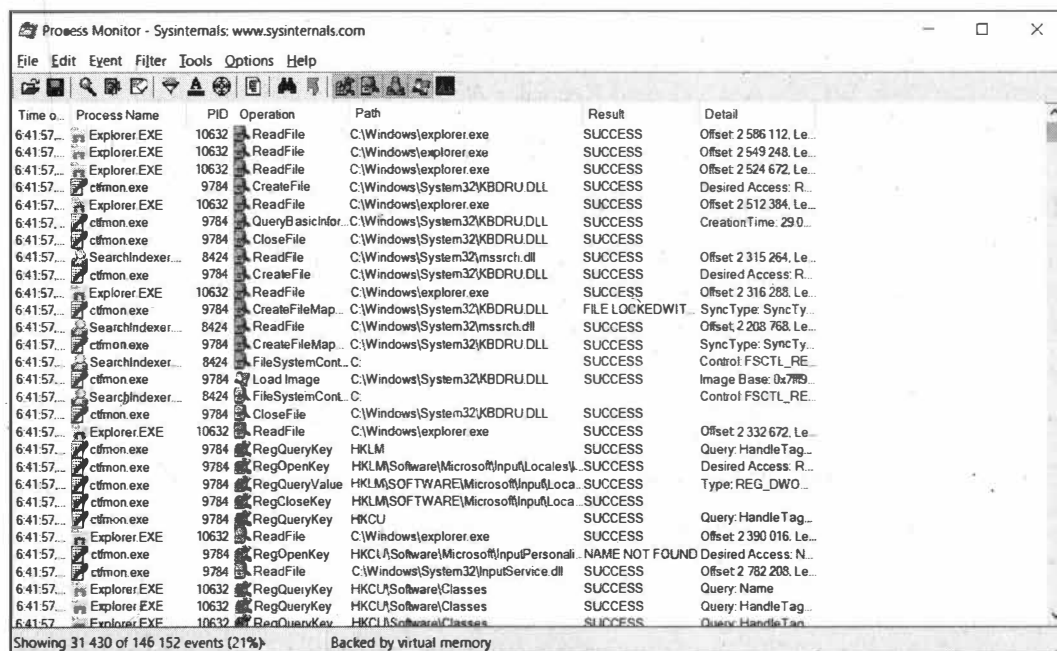 Process Monitor - Sysinternals: www.sysinternals.com
File Edit Event Filter Tools Options Help
Time o... Process Name PID Operation Path Result Detail
6:41:57... Explorer.EXE 10632 ReadFile C:\Windows\explorer.exe SUCCESS Offset: 2 586 112, Le...
6:41:57... Explorer.EXE 10632 ReadFile C:\Windows\explorer.exe SUCCESS Offset: 2 549 248, Le...
6:41:57... Explorer.EXE 10632 ReadFile C:\Windows\explorer.exe SUCCESS Offset: 2 524 672, Le...
6:41:57... ctfmon.exe 9784 CreateFile C:\Windows\System32\KBDRU.DLL SUCCESS Desired Access: R...
6:41:57... Explorer.EXE 10632 ReadFile C:\Windows\explorer.exe SUCCESS Offset: 2 512 384, Le...
6:41:57... ctfmon.exe 9784 QueryBasicInfor... C:\Windows\System32\KBDRU.DLL SUCCESS CreationTime: 29.0...
6:41:57... ctfmon.exe 9784 CloseFile C:\Windows\System32\KBDRU.DLL SUCCESS
6:41:57... SearchIndexer.... 8424 ReadFile C:\Windows\System32\mssrch.dll SUCCESS Offset: 2 315 264, Le...
6:41:57... ctfmon.exe 9784 CreateFile C:\Windows\System32\KBDRU.DLL SUCCESS Desired Access: R...
6:41:57... Explorer.EXE 10632 ReadFile C:\Windows\explorer.exe SUCCESS Offset: 2 316 288, Le...
6:41:57... ctfmon.exe 9784 CreateFileMap... C:\Windows\System32\KBDRU.DLL FILE LOCKED WIT... SyncType: SyncTy...
6:41:57... SearchIndexer.... 8424 ReadFile C:\Windows\System32\mssrch.dll SUCCESS Offset: 2 208 768, Le...
6:41:57... ctfmon.exe 9784 CreateFileMap... C:\Windows\System32\KBDRU.DLL SUCCESS SyncType: SyncTy...
6:41:57... SearchIndexer.... 8424 FileSystemCont... C: SUCCESS Control: FSCTL_RE...
6:41:57... ctfmon.exe 9784 Load Image C:\Windows\System32\KBDRU.DLL SUCCESS Image Base: 0x7ff9...
6:41:57... SearchIndexer.... 8424 FileSystemCont... C: Control: FSCTL_RE...
6:41:57... ctfmon.exe 9784 CloseFile C:\Windows\System32\KBDRU.DLL SUCCESS
6:41:57... Explorer.EXE 10632 ReadFile C:\Windows\explorer.exe SUCCESS Offset: 2 332 672, Le...
6:41:57... ctfmon.exe 9784 RegQueryKey HKLM SUCCESS Query: HandleTag...
6:41:57... ctfmon.exe 9784 RegOpenKey HKLM\Software\Microsoft\Input\Locales\L... SUCCESS Desired Access: R...
6:41:57... ctfmon.exe 9784 RegQueryValue HKLM\SOFTWARE\Microsoft\Input\Loca... SUCCESS Type: REG_DWO...
6:41:57... ctfmon.exe 9784 RegCloseKey HKLM\SOFTWARE\Microsoft\Input\Loca... SUCCESS
6:41:57... ctfmon.exe 9784 RegQueryKey HKCU SUCCESS Query: HandleTag...
6:41:57... Explorer.EXE 10632 ReadFile C:\Windows\explorer.exe SUCCESS Offset: 2 390 016, Le...
6:41:57... ctfmon.exe 9784 RegOpenKey HKCU\Software\Microsoft\InputPersonali... NAME NOT FOUND Desired Access: N...
6:41:57... ctfmon.exe 9784 ReadFile C:\Windows\System32\InputService.dll SUCCESS Offset: 2 782 208, Le...
6:41:57... Explorer.EXE 10632 RegQueryKey HKCU\Software\Classes SUCCESS Query: Name
6:41:57... Explorer.EXE 10632 RegQueryKey HKCU\Software\Classes SUCCESS Query: HandleTag...
6:41:57... Explorer.EXE 10632 RegQueryKey HKCU\Software\Classes SUCCESS Query: HandleTag...
Showing 31 430 of 146 152 events (21%) Backed by virtual memory